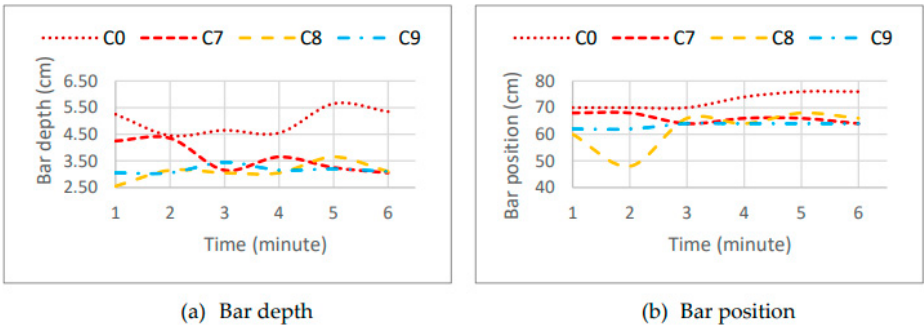 C0 C7 C8 C9
6.50
5.50
4.50
3.50
2.50
1 2 3 4 5 6
Bar depth (cm)
Time (minute)
(a) Bar depth
C0 C7 C8 C9
80
70
60
50
40
1 2 3 4 5 6
Bar position (cm)
Time (minute)
(b) Bar position